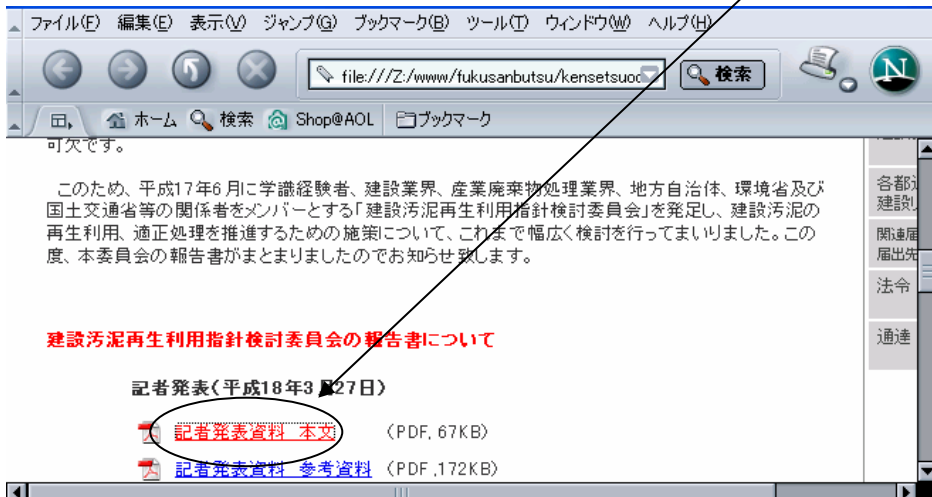 ファイル(F) 編集(E) 表示(V) ジャンプ(G) ブックマーク(B) ツール(T) ウィンドウ(W) ヘルプ(H)
file:///Z:/www/fukusanbutsu/kensetsuod 検索 N
ホーム 検索 Shop@AOL ブックマーク
可欠です。
このため、平成17年6月に学識経験者、建設業界、産業廃棄物処理業界、地方自治体、環境省及び
国土交通省等の関係者をメンバーとする「建設汚泥再生利用指針検討委員会」を発足し、建設汚泥の
再生利用、適正処理を推進するための施策について、これまで幅広く検討を行ってまいりました。この
度、本委員会の報告書がまとまりましたのでお知らせ致します。
建設汚泥再生利用指針検討委員会の報告書について
記者発表(平成18年3月27日)
記者発表資料 本文 (PDF, 67KB)
記者発表資料 参考資料 (PDF ,172KB)
各都
建設
関連届
届出先
法令
通達